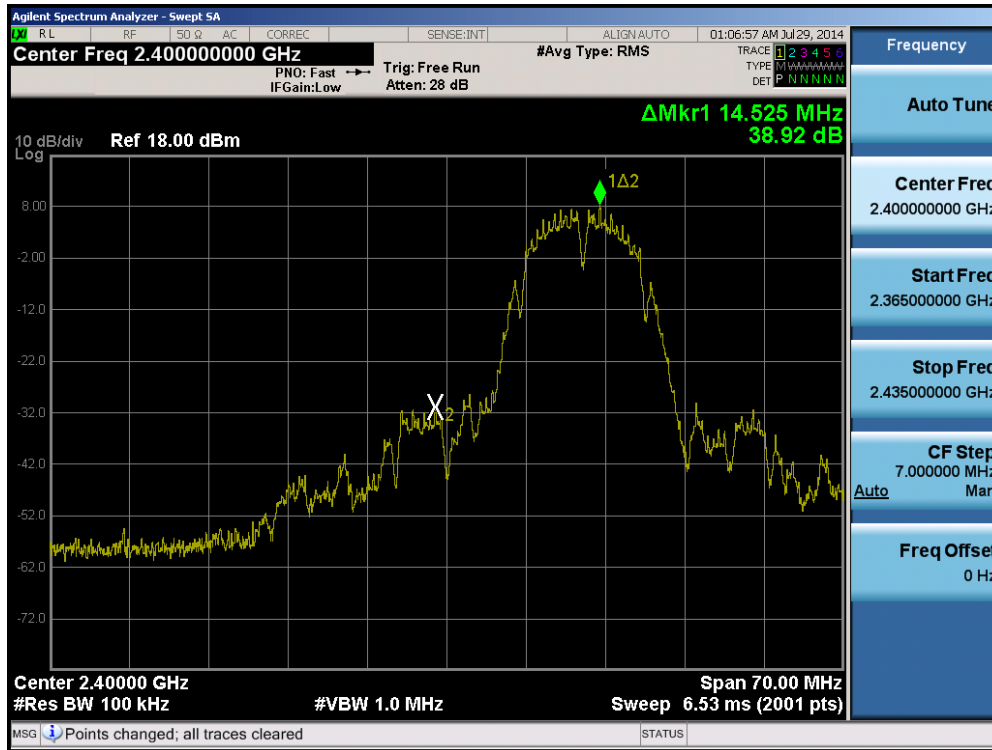 Agilent Spectrum Analyzer - Swept SA
LXI RL RF 50 Ω AC CORREC SENSE:INT ALIGN AUTO 01:06:57 AM Jul 29, 2014
Center Freq 2.400000000 GHz
PNO: Fast
IFGain:Low
Trig: Free Run
Atten: 28 dB
#Avg Type: RMS
TRACE 1 2 3 4 5 6
TYPE M
DET P N N N N N
ΔMkr1 14.525 MHz
38.92 dB
10 dB/div Ref 18.00 dBm
Log
1Δ2
8.00
-2.00
-12.0
-22.0
-32.0
2
-42.0
-52.0
-62.0
-72.0
Center 2.40000 GHz Span 70.00 MHz
#Res BW 100 kHz #VBW 1.0 MHz Sweep 6.53 ms (2001 pts)
MSG Points changed; all traces cleared STATUS
Frequency
Auto Tune
Center Freq
2.400000000 GHz
Start Freq
2.365000000 GHz
Stop Freq
2.435000000 GHz
CF Step
7.000000 MHz
Auto Man
Freq Offset
0 Hz